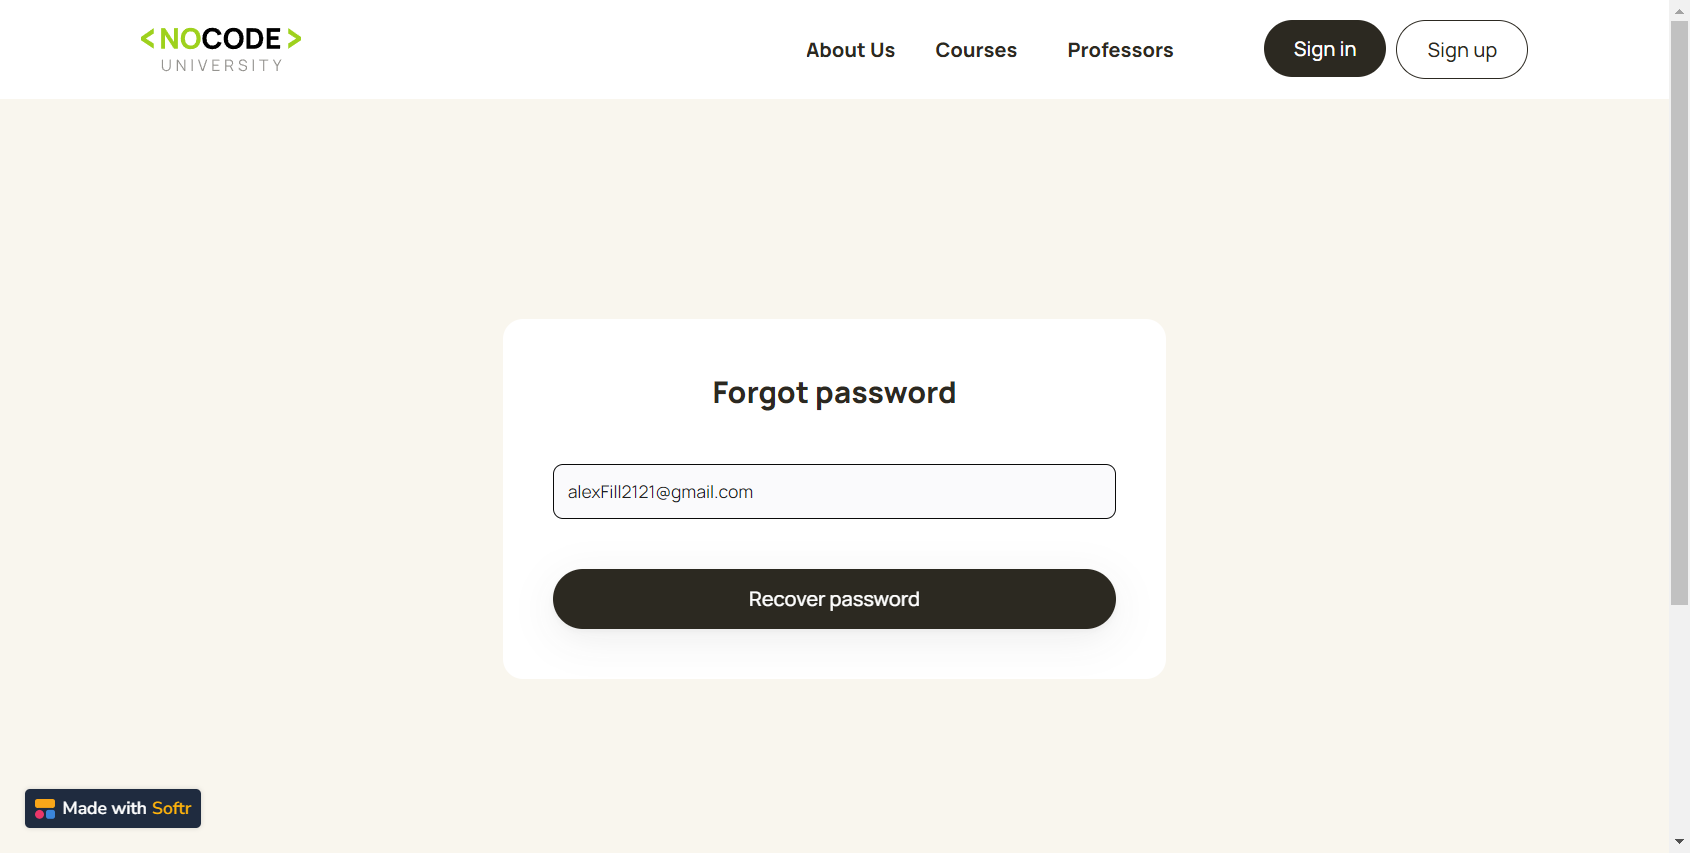 <NOCODE>
UNIVERSITY
About Us
Courses
Professors
Sign in
Sign up
Forgot password
alexFill2121@gmail.com
Recover password
Made with Softr